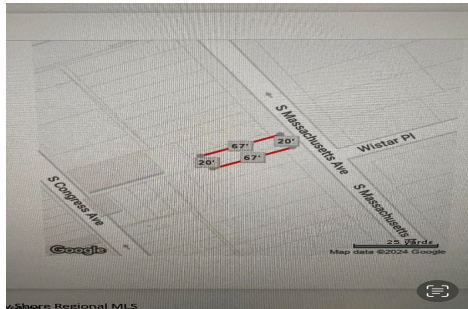 S Massachusetts Ave
67'
20'
Wistar Pl
20'
67'
S Congress Ave
S Massachusetts
25 Yards
Google
Map data ©2024 Google
Shore Regional MLS